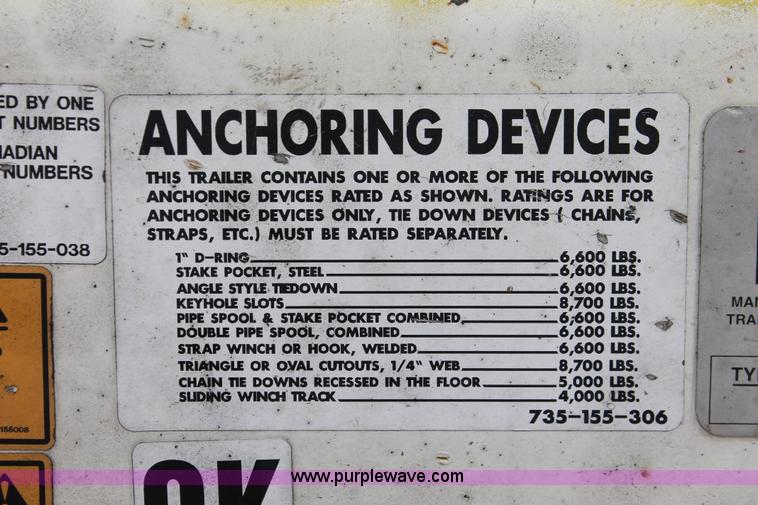 ED BY ONE
T NUMBERS
NADIAN
NUMBERS
5-155-038
ANCHORING DEVICES
THIS TRAILER CONTAINS ONE OR MORE OF THE FOLLOWING
ANCHORING DEVICES RATED AS SHOWN. RATINGS ARE FOR
ANCHORING DEVICES ONLY, TIE DOWN DEVICES ( CHAINS,
STRAPS, ETC.) MUST BE RATED SEPARATELY.
1" D-RING 6,600 LBS.
STAKE POCKET, STEEL 6,600 LBS.
ANGLE STYLE TIEDOWN 6,600 LBS.
KEYHOLE SLOTS 8,700 LBS.
PIPE SPOOL & STAKE POCKET COMBINED 6,600 LBS.
DOUBLE PIPE SPOOL, COMBINED 6,600 LBS.
STRAP WINCH OR HOOK, WELDED 6,600 LBS.
TRIANGLE OR OVAL CUTOUTS, 1/4" WEB 8,700 LBS.
CHAIN TIE DOWNS RECESSED IN THE FLOOR 5,000 LBS.
SLIDING WINCH TRACK 4,000 LBS.
735-155-306
155008
MAN
TRA
TY
OK
www.purplewave.com